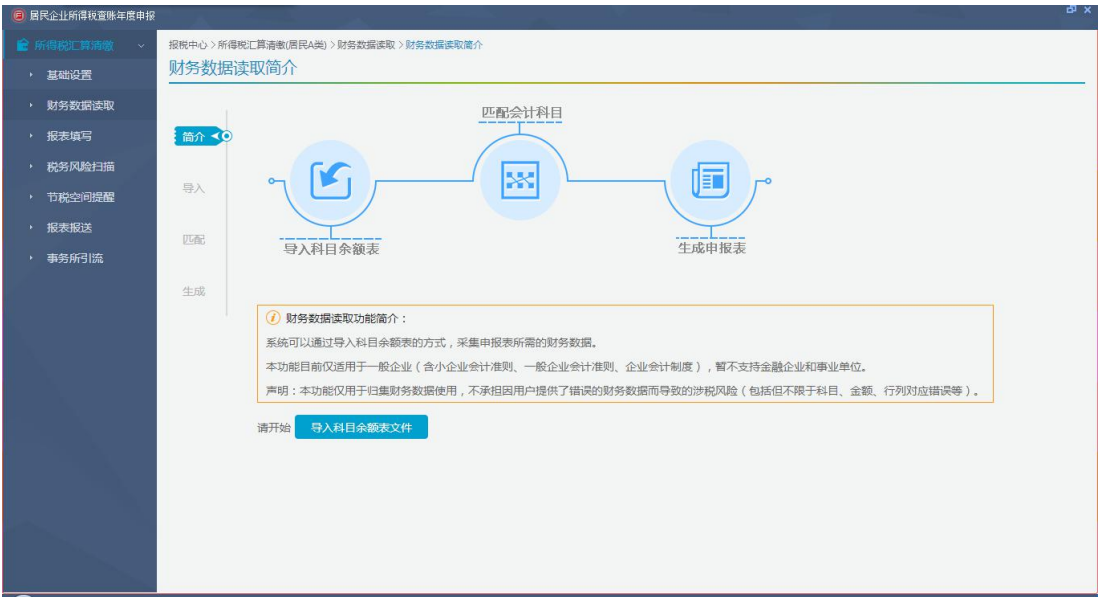 居民企业所得税查账年度申报
所得税汇算清缴
基础设置
财务数据读取
报表填写
税务风险扫描
节税空间提醒
报表报送
事务所引流
报税中心>所得税汇算清缴(居民A类)>财务数据读取>财务数据读取简介
财务数据读取简介
简介
导入
匹配
生成
匹配会计科目
导入科目余额表
生成申报表
财务数据读取功能简介：
系统可以通过导入科目余额表的方式，采集申报表所需的财务数据。
本功能目前仅适用于一般企业（含小企业会计准则、一般企业会计准则、企业会计制度），暂不支持金融企业和事业单位。
声明：本功能仅用于归集财务数据使用，不承担因用户提供了错误的财务数据而导致的涉税风险（包括但不限于科目、金额、行列对应错误等）。
请开始 导入科目余额表文件